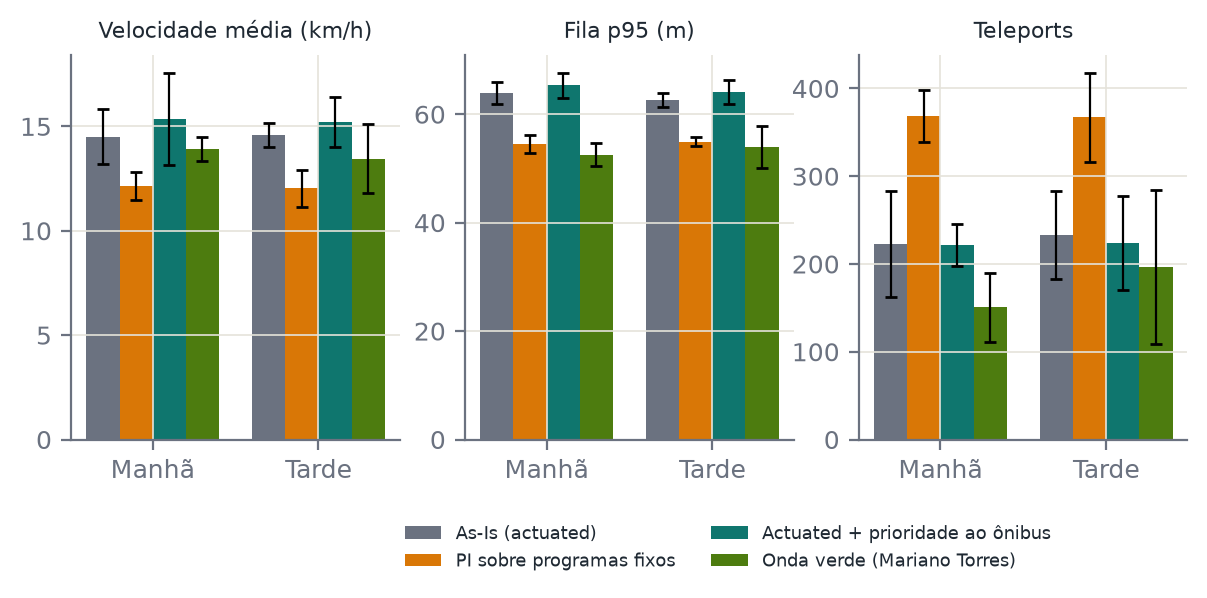 Velocidade média (km/h)
Fila p95 (m)
Teleports
15
10
5
0
60
40
20
0
400
300
200
100
0
Manhã
Tarde
Manhã
Tarde
Manhã
Tarde
As-Is (actuated)
PI sobre programas fixos
Actuated + prioridade ao ônibus
Onda verde (Mariano Torres)